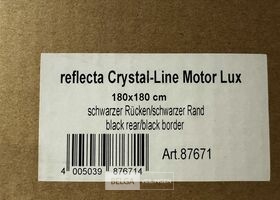 reflecta Crystal-Line Motor Lux
180x180 cm
schwarzer Rücken/schwarzer Rand
black rear/black border
Art.87671
4 005039 876714